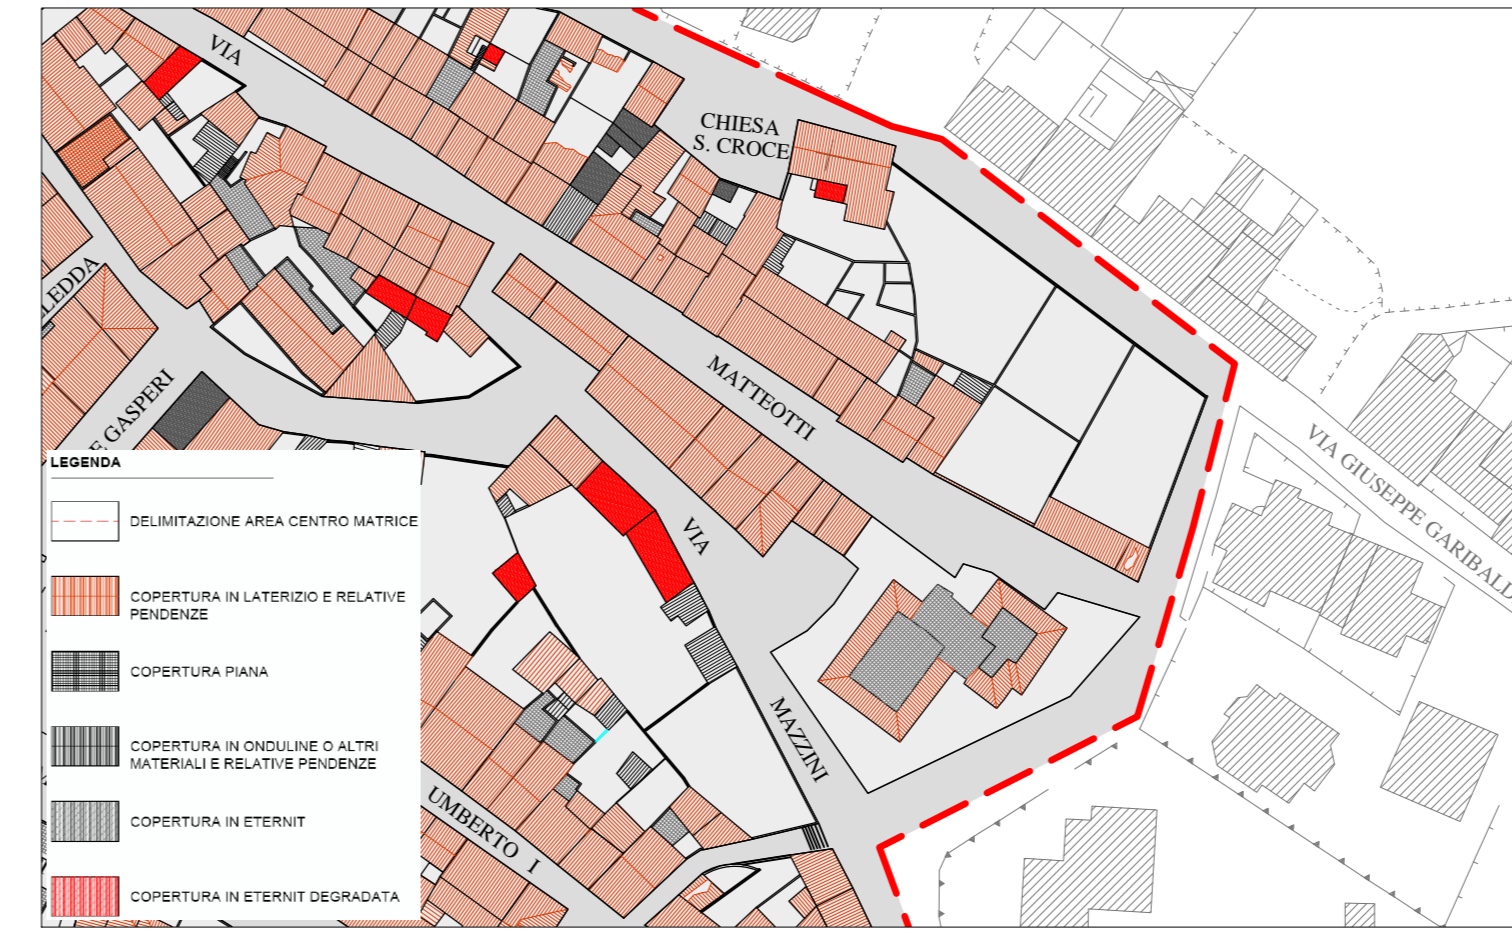 VIA
CHIESA
S. CROCE
LEDDA
E GASPERI
MATTEOTTI
VIA GIUSEPPE GARIBALD
VIA
MAZZINI
UMBERTO I
LEGENDA
DELIMITAZIONE AREA CENTRO MATRICE
COPERTURA IN LATERIZIO E RELATIVE
PENDENZE
COPERTURA PIANA
COPERTURA IN ONDULINE O ALTRI
MATERIALI E RELATIVE PENDENZE
COPERTURA IN ETERNIT
COPERTURA IN ETERNIT DEGRADATA